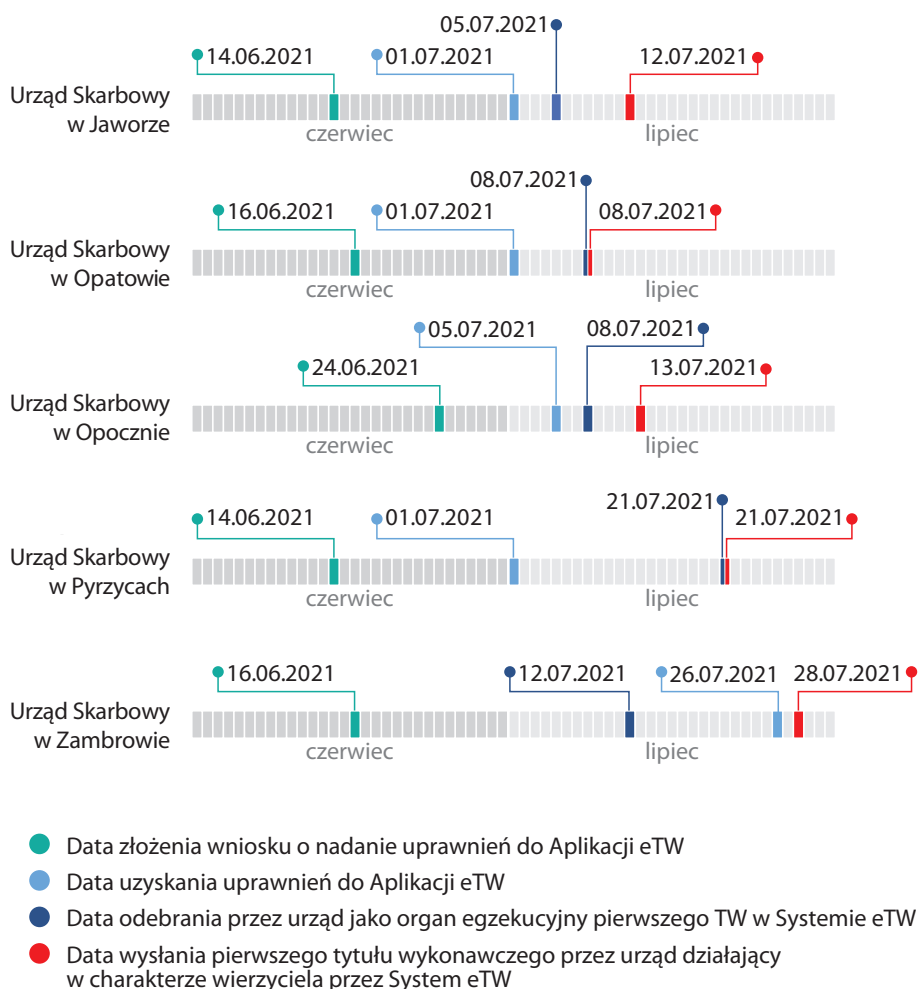 05.07.2021
14.06.2021 01.07.2021 12.07.2021
Urząd Skarbowy
w Jaworze
czerwiec lipiec
08.07.2021
16.06.2021 01.07.2021 08.07.2021
Urząd Skarbowy
w Opatowie
czerwiec lipiec
05.07.2021 08.07.2021
24.06.2021 13.07.2021
Urząd Skarbowy
w Opocznie
czerwiec lipiec
21.07.2021
14.06.2021 01.07.2021 21.07.2021
Urząd Skarbowy
w Pyrzycach
czerwiec lipiec
16.06.2021 12.07.2021 26.07.2021 28.07.2021
Urząd Skarbowy
w Zambrowie
czerwiec lipiec
Data złożenia wniosku o nadanie uprawnień do Aplikacji eTW
Data uzyskania uprawnień do Aplikacji eTW
Data odebrania przez urząd jako organ egzekucyjny pierwszego TW w Systemie eTW
Data wysłania pierwszego tytułu wykonawczego przez urząd działający
w charakterze wierzyciela przez System eTW